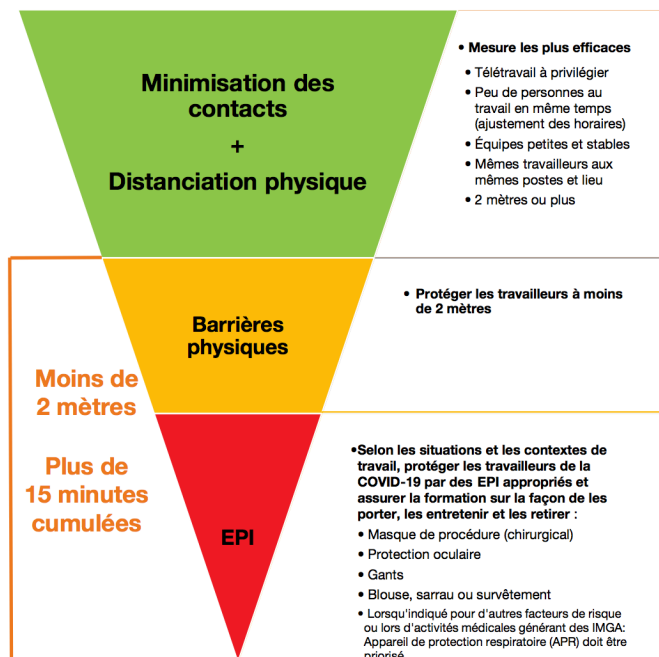 Minimisation des
contacts
+
Distanciation physique
• Mesure les plus efficaces
• Télétravail à privilégier
• Peu de personnes au
travail en même temps
(ajustement des horaires)
• Équipes petites et stables
• Mêmes travailleurs aux
mêmes postes et lieu
• 2 mètres ou plus
Barrières
physiques
• Protéger les travailleurs à moins
de 2 mètres
Moins de
2 mètres
Plus de
15 minutes
cumulées
EPI
•Selon les situations et les contextes de
travail, protéger les travailleurs de la
COVID-19 par des EPI appropriés et
assurer la formation sur la façon de les
porter, les entretenir et les retirer :
• Masque de procédure (chirurgical)
• Protection oculaire
• Gants
• Blouse, sarrau ou survêtement
• Lorsqu'indiqué pour d'autres facteurs de risque
ou lors d'activités médicales générant des IMGA:
Appareil de protection respiratoire (APR) doit être
priorisé